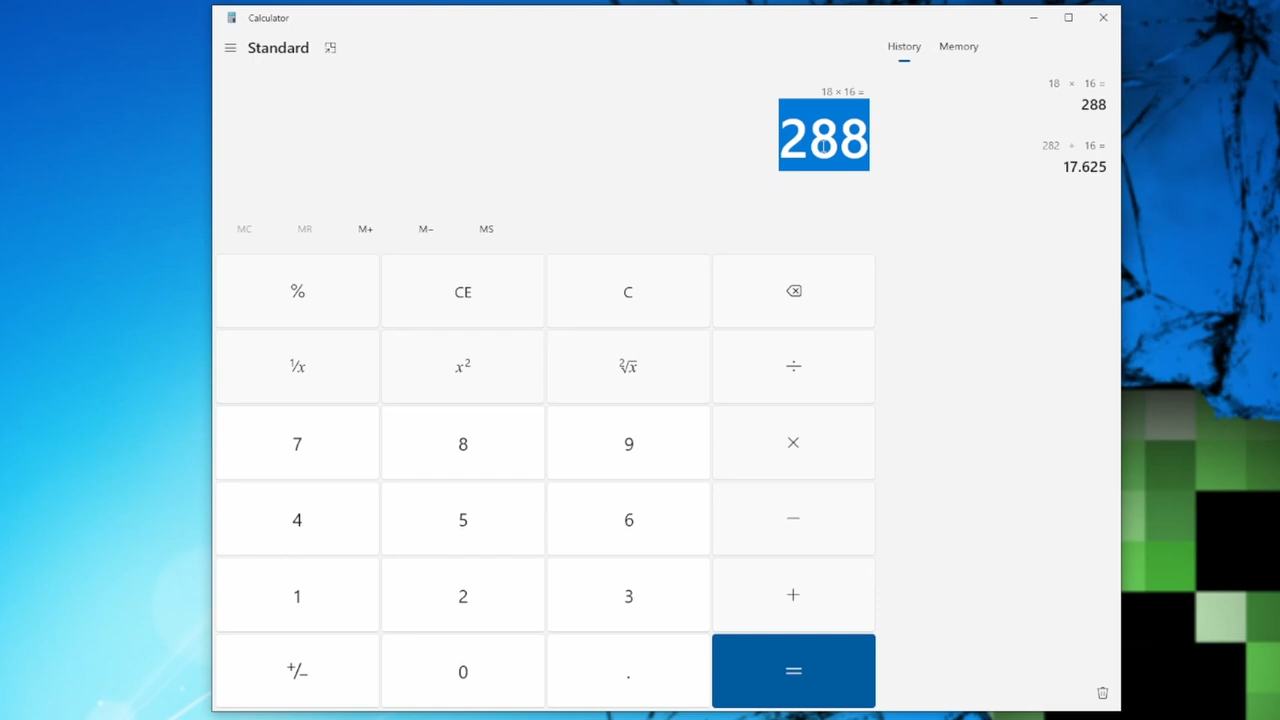 Calculator
Standard
History Memory
18 × 16 =
288
18 × 16 =
288
282 ÷ 16 =
17.625
MC MR M+ M− MS
% CE C
¹/x x² ²√x ÷
7 8 9 ×
4 5 6 −
1 2 3 +
+/− 0 . =